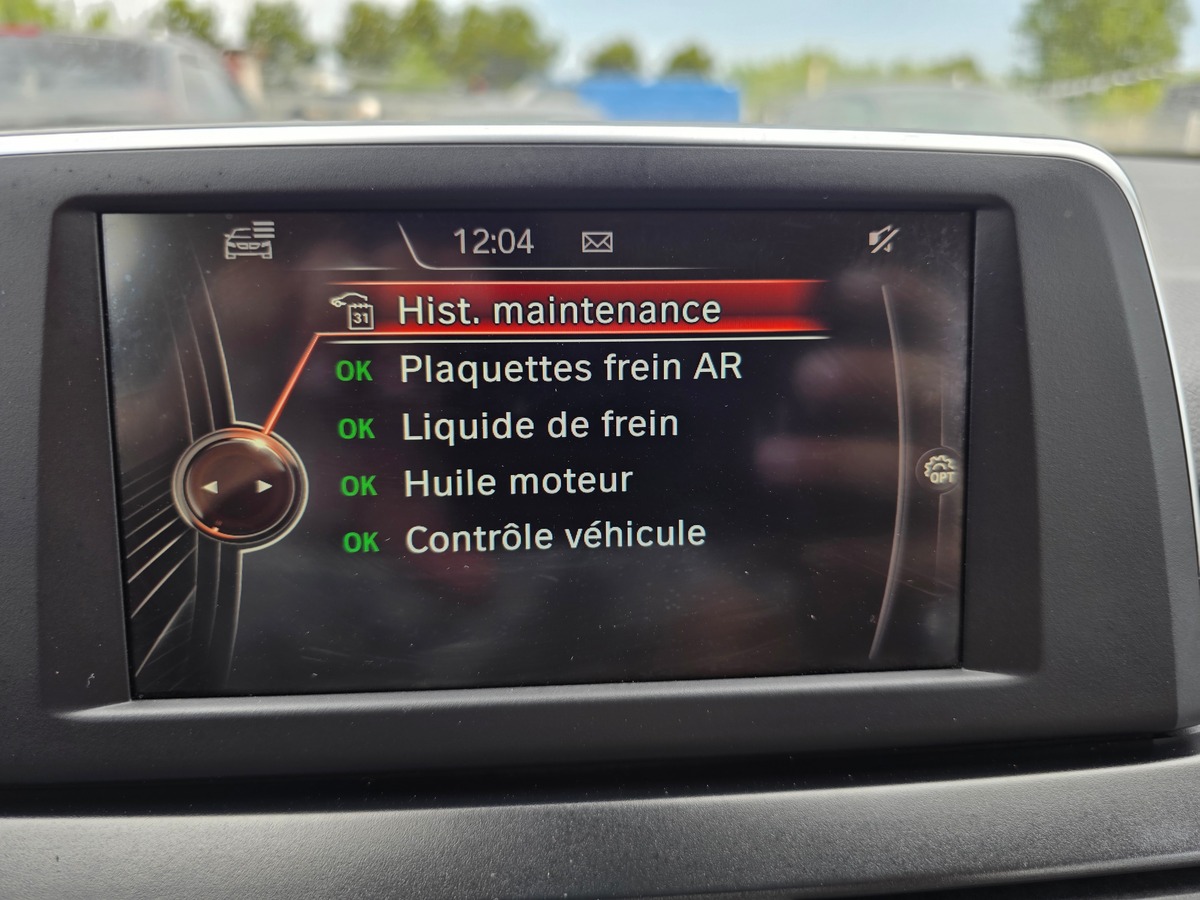 12:04
31 Hist. maintenance
OK Plaquettes frein AR
OK Liquide de frein
OK Huile moteur
OPT
OK Contrôle véhicule